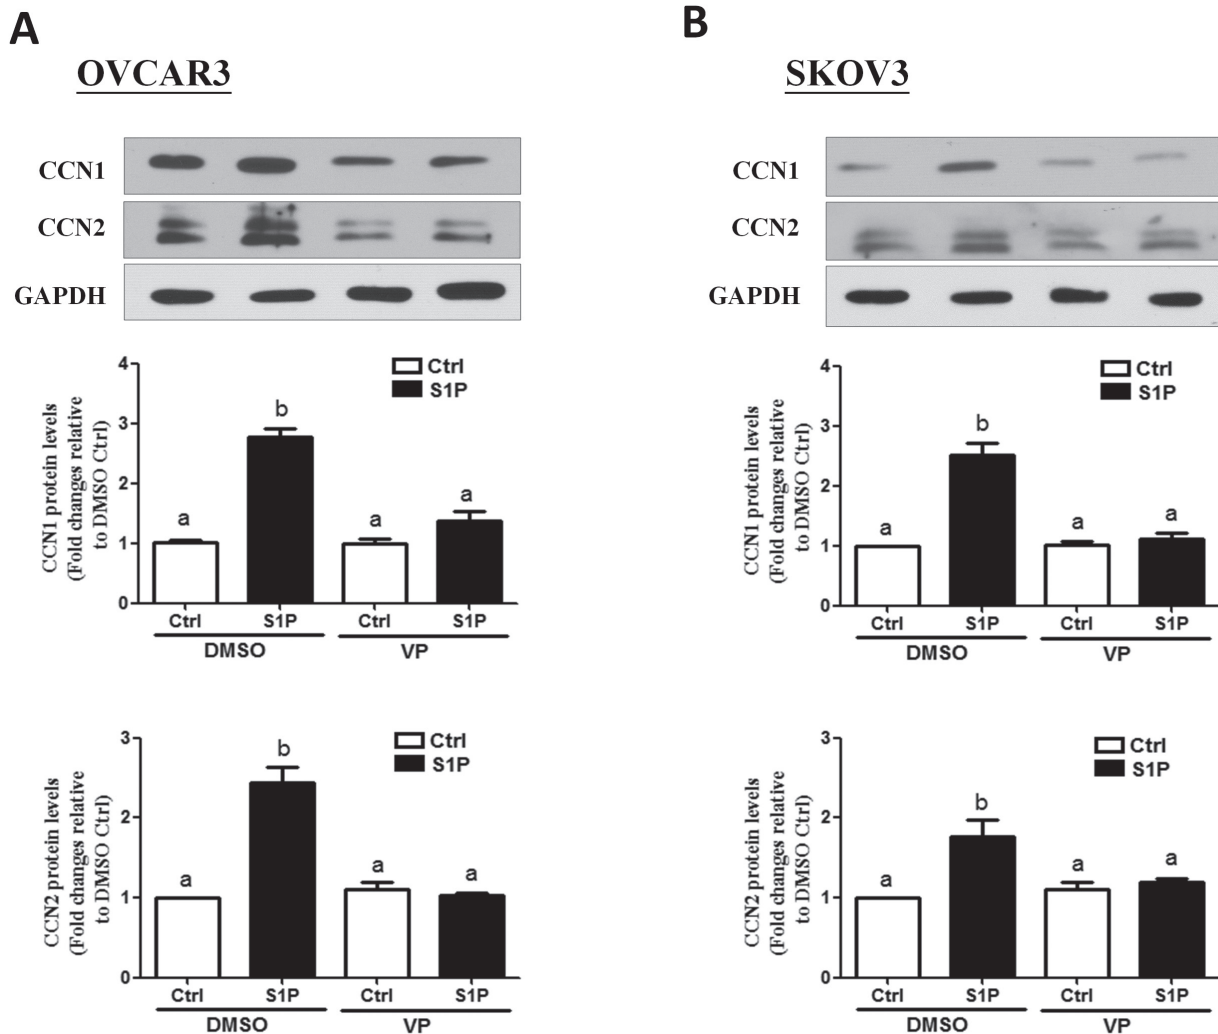 A
OVCAR3
CCN1
CCN2
GAPDH
4
3
2
1
0
CCN1 protein levels
(Fold changes relative
to DMSO Ctrl)
Ctrl
S1P
a
b
a
a
Ctrl S1P Ctrl S1P
DMSO VP
3
2
1
0
CCN2 protein levels
(Fold changes relative
to DMSO Ctrl)
Ctrl
S1P
a
b
a
a
Ctrl S1P Ctrl S1P
DMSO VP
B
SKOV3
CCN1
CCN2
GAPDH
4
3
2
1
0
CCN1 protein levels
(Fold changes relative
to DMSO Ctrl)
Ctrl
S1P
a
b
a
a
Ctrl S1P Ctrl S1P
DMSO VP
3
2
1
0
CCN2 protein levels
(Fold changes relative
to DMSO Ctrl)
Ctrl
S1P
a
b
a
a
Ctrl S1P Ctrl S1P
DMSO VP